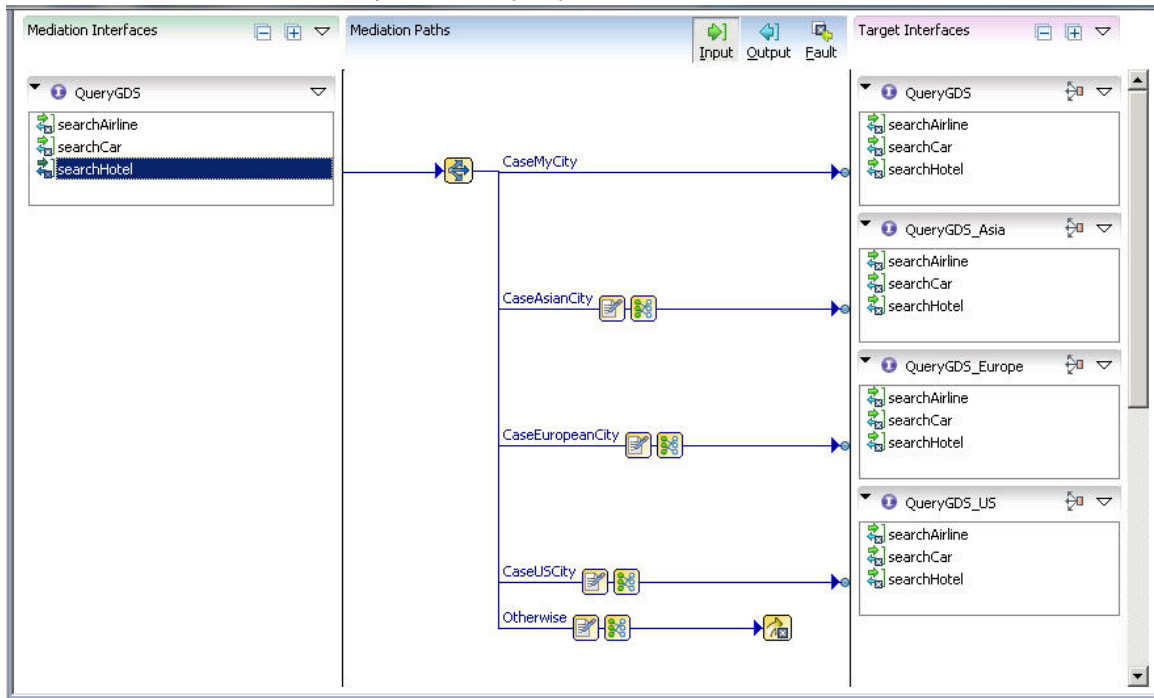 Mediation Interfaces
Mediation Paths
Input
Output
Fault
Target Interfaces
QueryGDS
searchAirline
searchCar
searchHotel
CaseMyCity
CaseAsianCity
CaseEuropeanCity
CaseUSCity
Otherwise
QueryGDS
searchAirline
searchCar
searchHotel
QueryGDS_Asia
searchAirline
searchCar
searchHotel
QueryGDS_Europe
searchAirline
searchCar
searchHotel
QueryGDS_US
searchAirline
searchCar
searchHotel